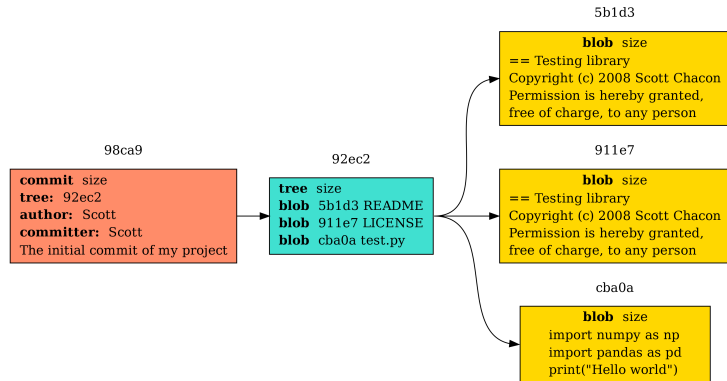 98ca9
commit size
tree: 92ec2
author: Scott
committer: Scott
The initial commit of my project
92ec2
tree size
blob 5b1d3 README
blob 911e7 LICENSE
blob cba0a test.py
5b1d3
blob size
== Testing library
Copyright (c) 2008 Scott Chacon
Permission is hereby granted,
free of charge, to any person
911e7
blob size
== Testing library
Copyright (c) 2008 Scott Chacon
Permission is hereby granted,
free of charge, to any person
cba0a
blob size
import numpy as np
import pandas as pd
print("Hello world")